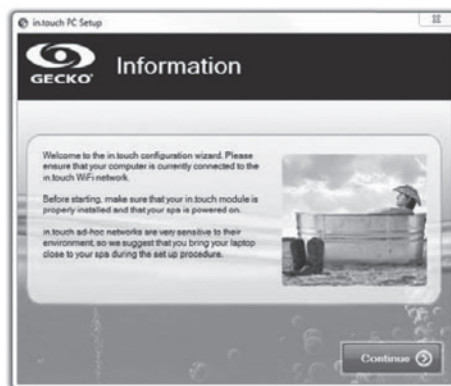 in.touch PC Setup
GECKO
Information
Welcome to the in.touch configuration wizard. Please
ensure that your computer is currently connected to the
in.touch WiFi network.
Before starting, make sure that your in.touch module is
properly installed and that your spa is powered on.
in.touch ad-hoc networks are very sensitive to their
environment, so we suggest that you bring your laptop
close to your spa during the set up procedure.
Continue